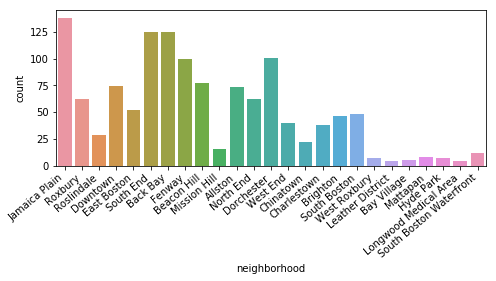 125
100
75
50
25
0
count
Jamaica Plain
Roxbury
Roslindale
Downtown
East Boston
South End
Back Bay
Fenway
Beacon Hill
Mission Hill
Allston
North End
Dorchester
West End
Chinatown
Charlestown
Brighton
South Boston
West Roxbury
Leather District
Bay Village
Mattapan
Hyde Park
Longwood Medical Area
South Boston Waterfront
neighborhood